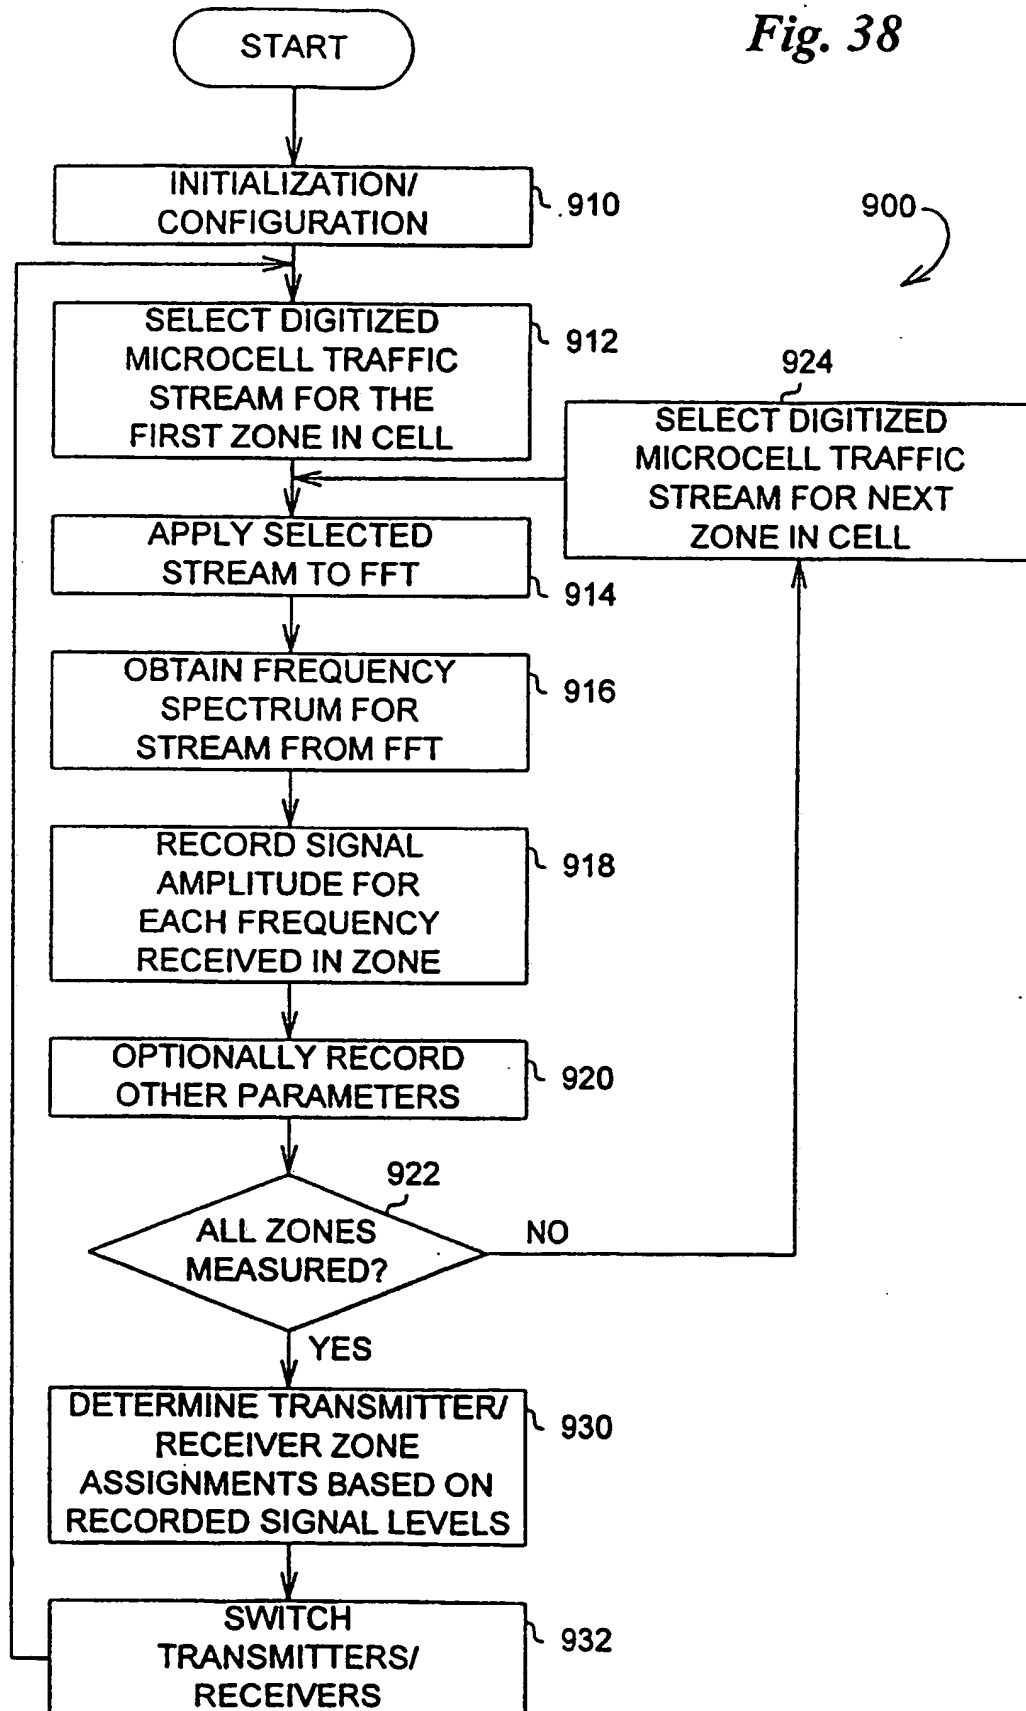 Fig. 38
START
INITIALIZATION/
CONFIGURATION
910
900
SELECT DIGITIZED
MICROCELL TRAFFIC
STREAM FOR THE
FIRST ZONE IN CELL
912
924
SELECT DIGITIZED
MICROCELL TRAFFIC
STREAM FOR NEXT
ZONE IN CELL
APPLY SELECTED
STREAM TO FFT
914
OBTAIN FREQUENCY
SPECTRUM FOR
STREAM FROM FFT
916
RECORD SIGNAL
AMPLITUDE FOR
EACH FREQUENCY
RECEIVED IN ZONE
918
OPTIONALLY RECORD
OTHER PARAMETERS
920
922
ALL ZONES
MEASURED?
NO
YES
DETERMINE TRANSMITTER/
RECEIVER ZONE
ASSIGNMENTS BASED ON
RECORDED SIGNAL LEVELS
930
SWITCH
TRANSMITTERS/
RECEIVERS
932